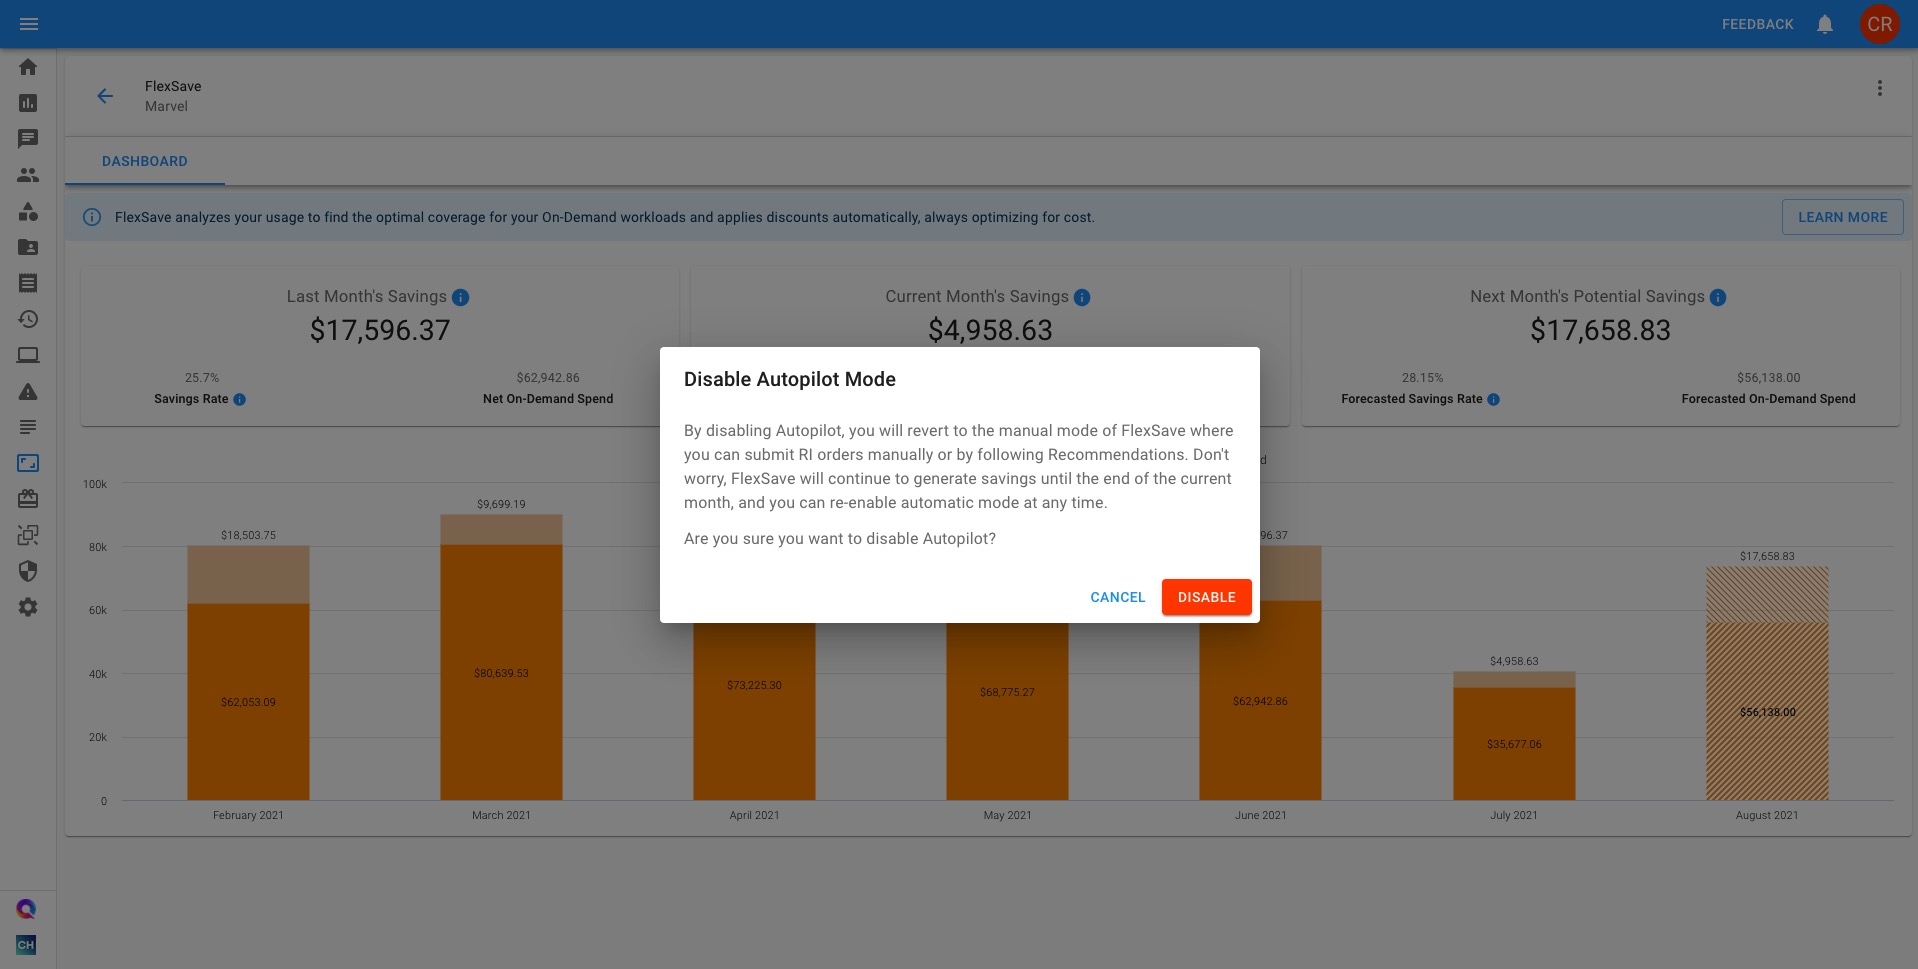 FEEDBACK
CR
FlexSave
Marvel
DASHBOARD
FlexSave analyzes your usage to find the optimal coverage for your On-Demand workloads and applies discounts automatically, always optimizing for cost.
LEARN MORE
Last Month's Savings
$17,596.37
25.7%
Savings Rate
$62,942.86
Net On-Demand Spend
Current Month's Savings
$4,958.63
Next Month's Potential Savings
$17,658.83
28.15%
Forecasted Savings Rate
$56,138.00
Forecasted On-Demand Spend
Disable Autopilot Mode
By disabling Autopilot, you will revert to the manual mode of FlexSave where
you can submit RI orders manually or by following Recommendations. Don't
worry, FlexSave will continue to generate savings until the end of the current
month, and you can re-enable automatic mode at any time.
Are you sure you want to disable Autopilot?
CANCEL
DISABLE
100k
80k
60k
40k
20k
0
$18,503.75
$62,053.09
February 2021
$9,699.19
$80,639.53
March 2021
$73,225.30
April 2021
$68,775.27
May 2021
96.37
$62,942.86
June 2021
$4,958.63
$35,677.06
July 2021
$17,658.83
$56,138.00
August 2021
CH